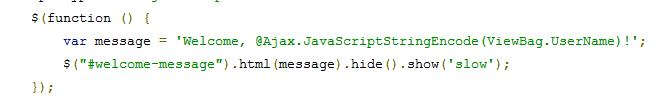 $(function () {
var message = 'Welcome, @Ajax.JavaScriptStringEncode(ViewBag.UserName)!';
$("#welcome-message").html(message).hide().show('slow');
});